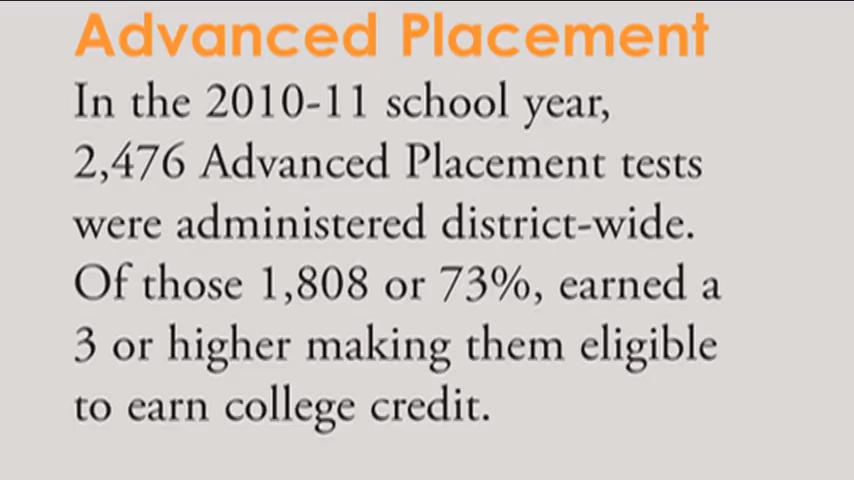 Advanced Placement
In the 2010-11 school year,
2,476 Advanced Placement tests
were administered district-wide.
Of those 1,808 or 73%, earned a
3 or higher making them eligible
to earn college credit.